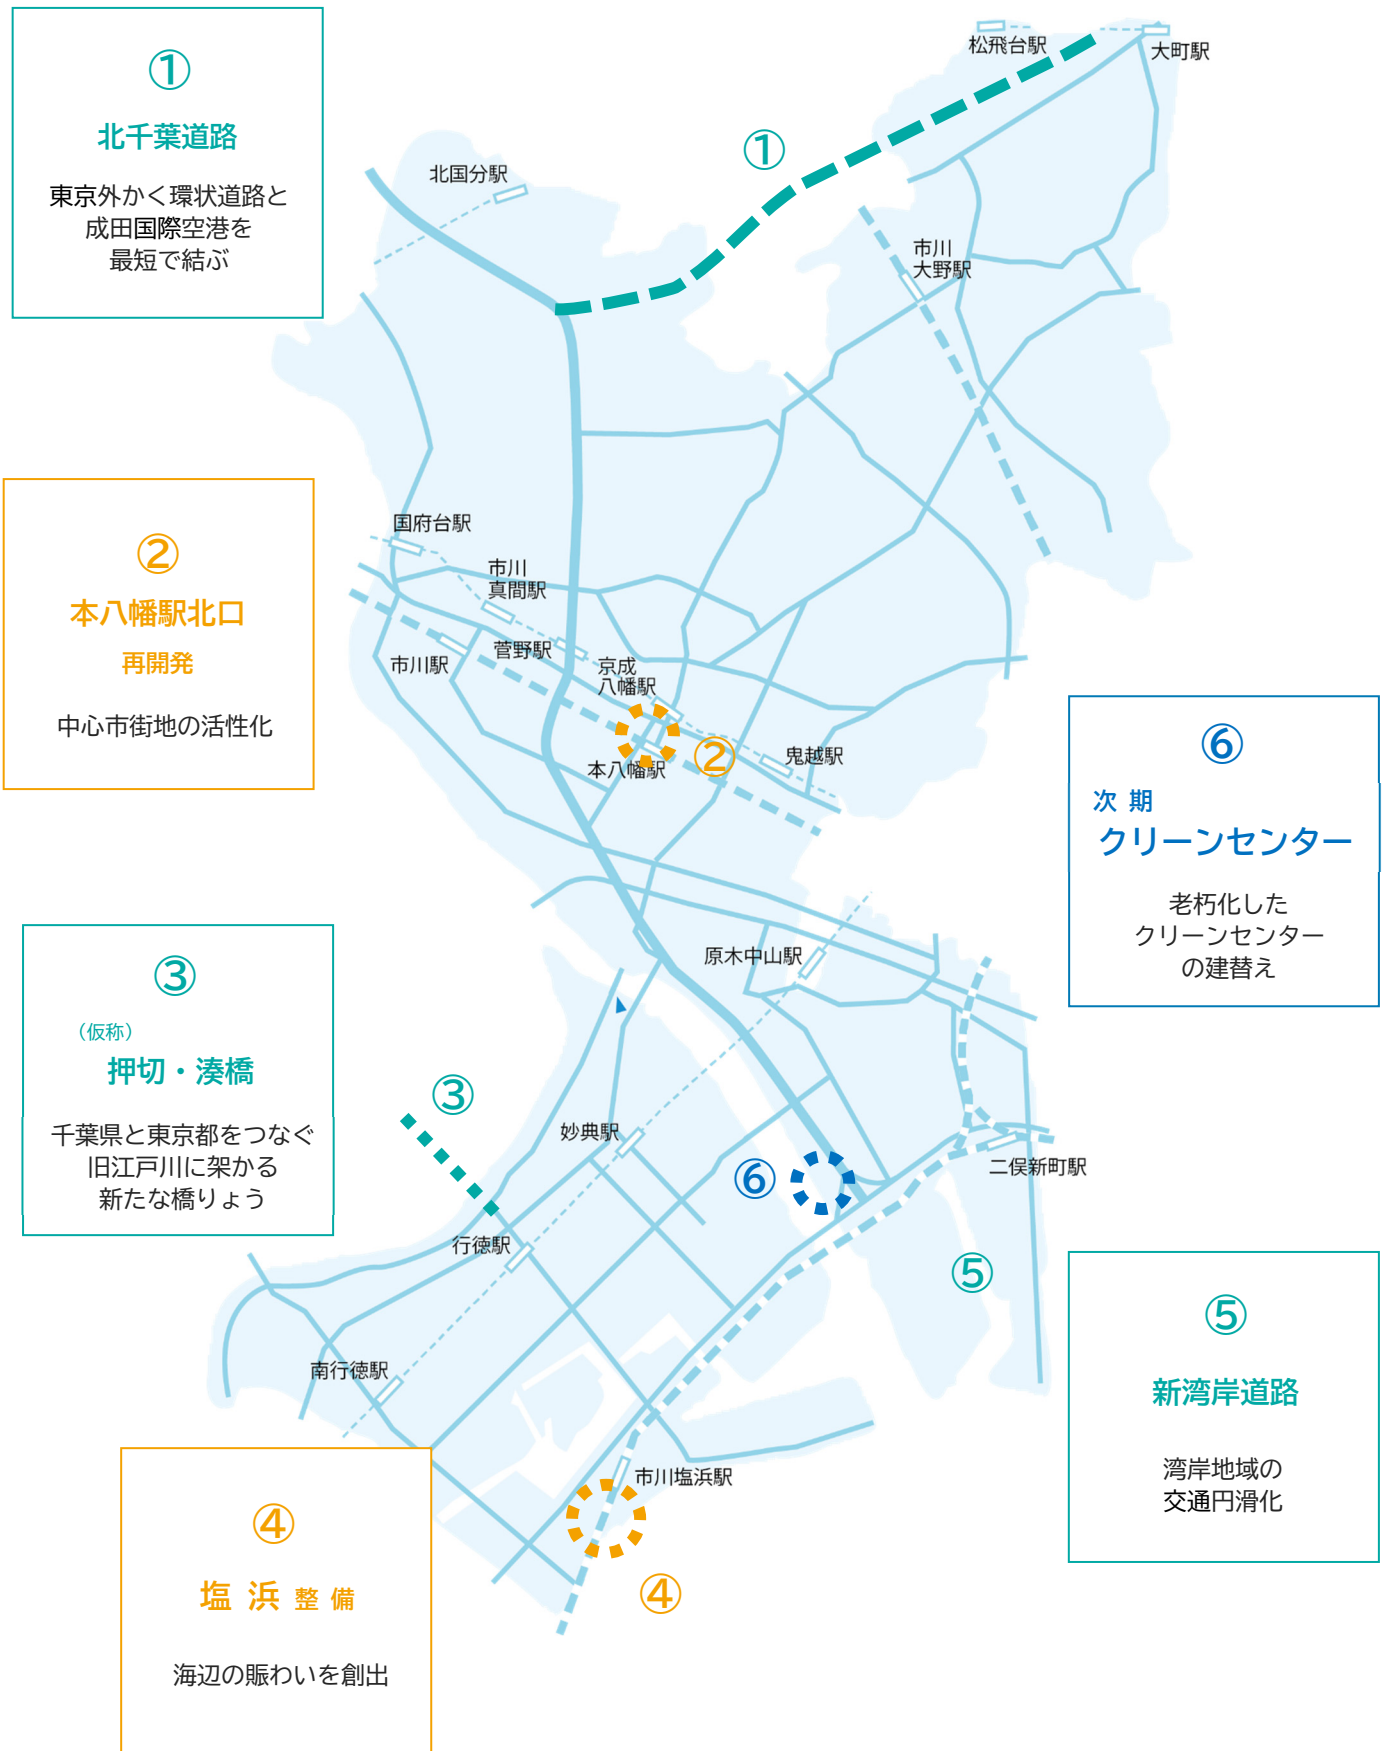 ①
北千葉道路
東京外かく環状道路と
成田国際空港を
最短で結ぶ
松飛台駅
大町駅
①
北国分駅
市川
大野駅
②
本八幡駅北口
再開発
中心市街地の活性化
国府台駅
市川
真間駅
菅野駅
市川駅
京成
八幡駅
本八幡駅
②
鬼越駅
⑥
次期
クリーンセンター
老朽化した
クリーンセンター
の建替え
③
（仮称）
押切・湊橋
千葉県と東京都をつなぐ
旧江戸川に架かる
新たな橋りょう
原木中山駅
③
妙典駅
⑥
二俣新町駅
行徳駅
⑤
南行徳駅
⑤
新湾岸道路
湾岸地域の
交通円滑化
市川塩浜駅
④
④
塩浜整備
海辺の賑わいを創出